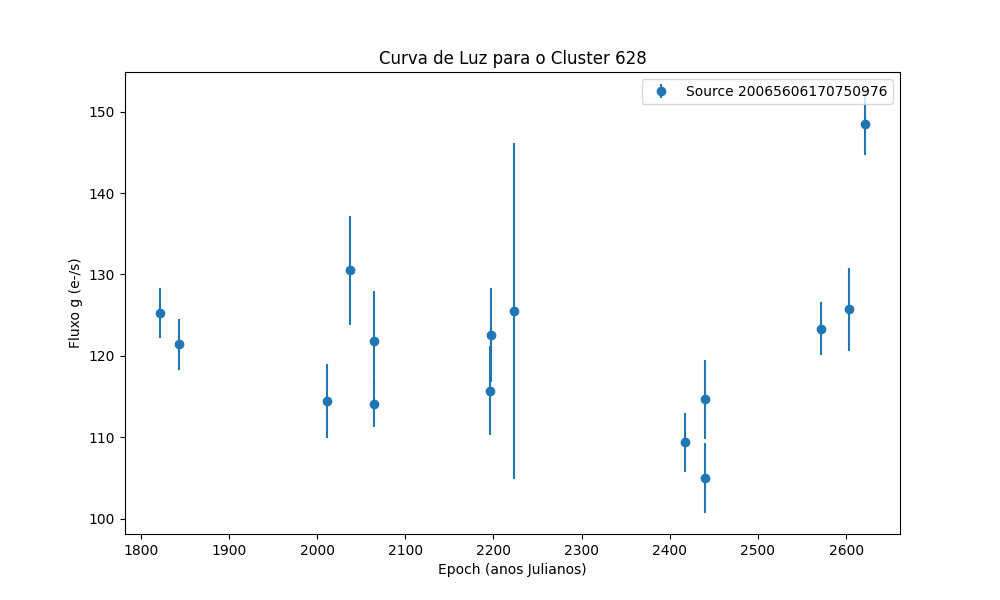 Curva de Luz para o Cluster 628
Source 20065606170750976
150
140
130
120
110
100
Fluxo g (e-/s)
1800 1900 2000 2100 2200 2300 2400 2500 2600
Epoch (anos Julianos)